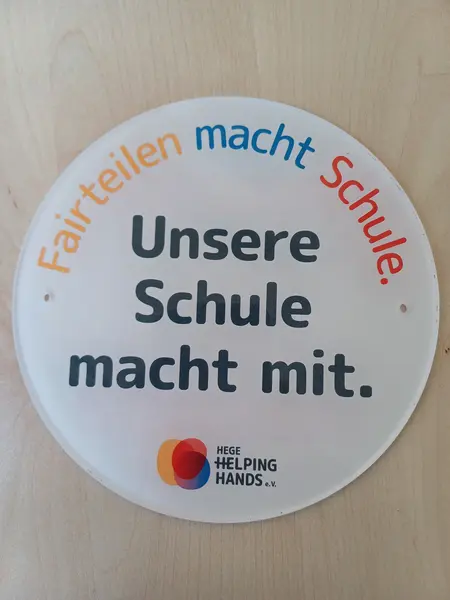 Fairteilen macht Schule.
Unsere
Schule
macht mit.
HEGE
HELPING
HANDS e.V.